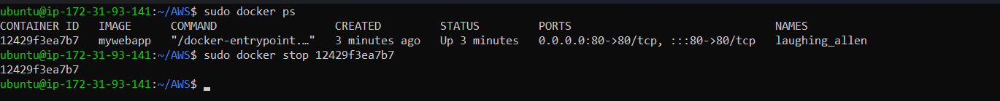 ubuntu@ip-172-31-93-141:~/AWS$ sudo docker ps
CONTAINER ID   IMAGE      COMMAND                  CREATED         STATUS         PORTS                               NAMES
12429f3ea7b7   mywebapp   "/docker-entrypoint.…"   3 minutes ago   Up 3 minutes   0.0.0.0:80->80/tcp, :::80->80/tcp   laughing_allen
ubuntu@ip-172-31-93-141:~/AWS$ sudo docker stop 12429f3ea7b7
12429f3ea7b7
ubuntu@ip-172-31-93-141:~/AWS$